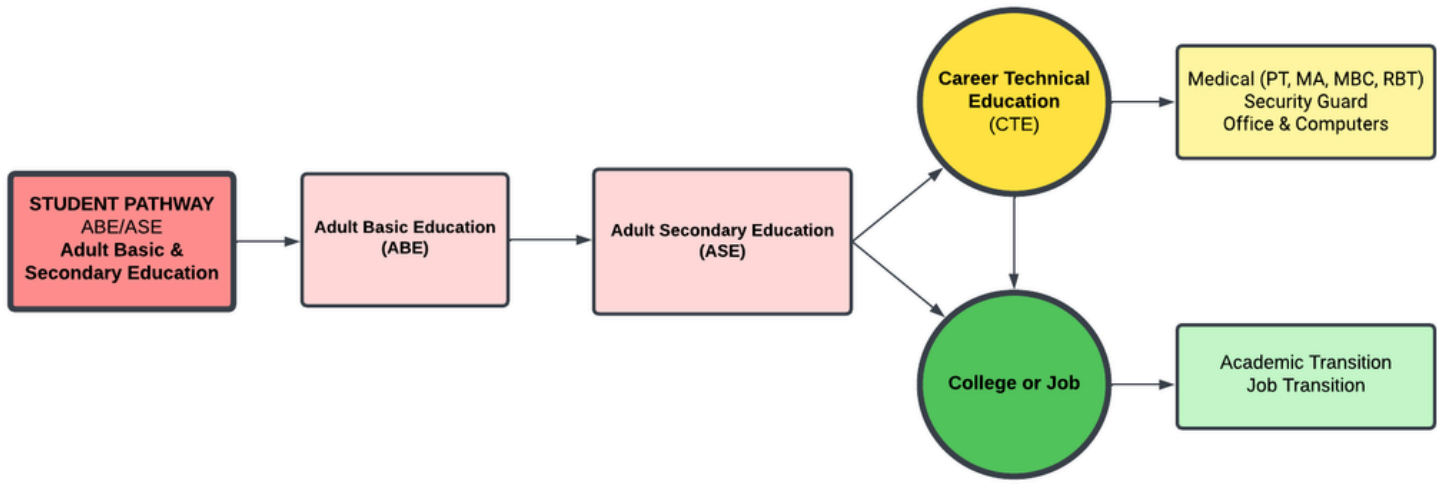 STUDENT PATHWAY
ABE/ASE
Adult Basic &
Secondary Education
Adult Basic Education
(ABE)
Adult Secondary Education
(ASE)
Career Technical
Education
(CTE)
Medical (PT, MA, MBC, RBT)
Security Guard
Office & Computers
College or Job
Academic Transition
Job Transition